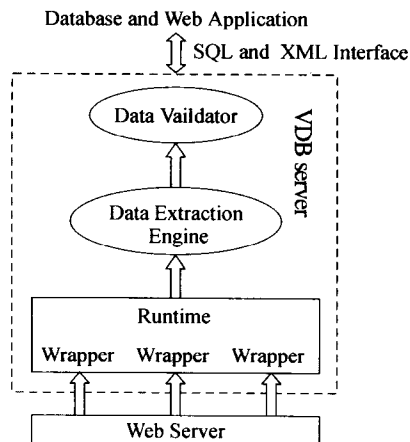 Database and Web Application
SQL and XML Interface
Data Vaildator
VDB server
Data Extraction
Engine
Runtime
Wrapper Wrapper Wrapper
Web Server